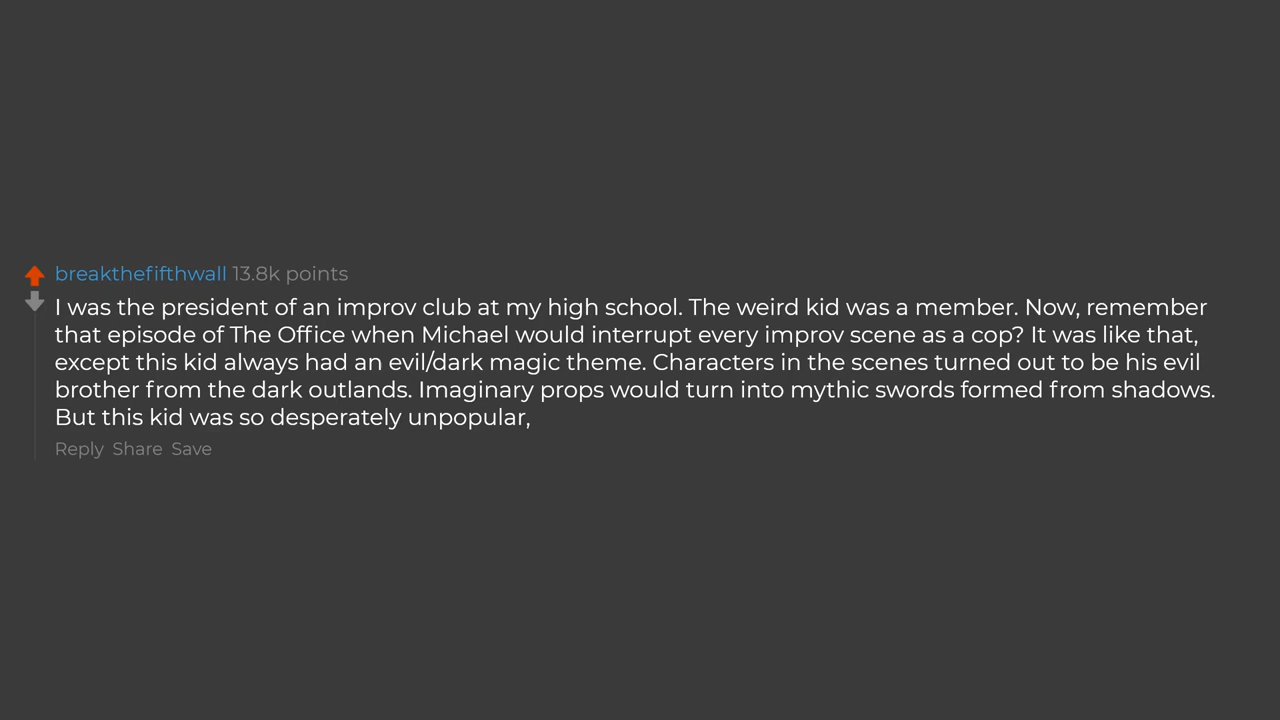 breakthefifthwall 13.8k points
I was the president of an improv club at my high school. The weird kid was a member. Now, remember
that episode of The Office when Michael would interrupt every improv scene as a cop? It was like that,
except this kid always had an evil/dark magic theme. Characters in the scenes turned out to be his evil
brother from the dark outlands. Imaginary props would turn into mythic swords formed from shadows.
But this kid was so desperately unpopular,
Reply Share Save